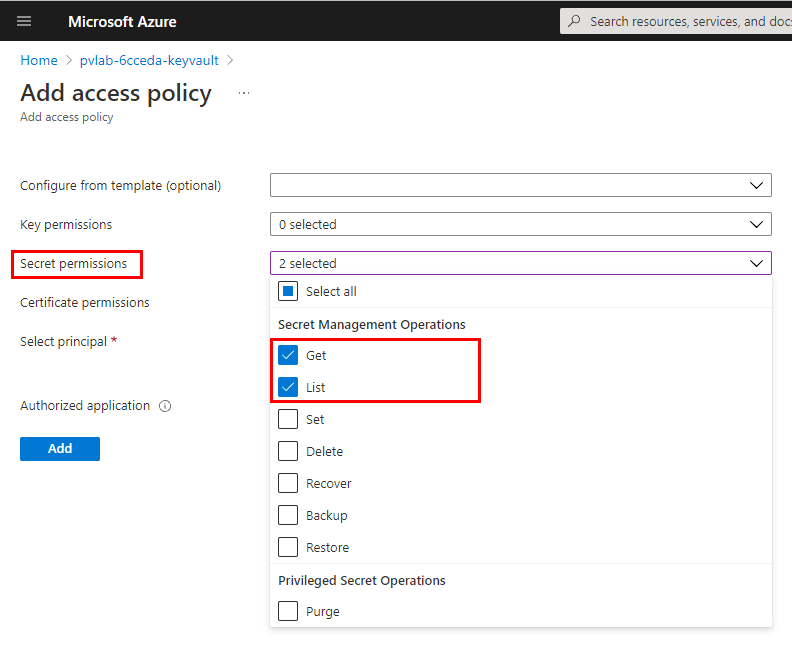 Microsoft Azure
Search resources, services, and doc
Home > pvlab-6cceda-keyvault >
Add access policy ...
Add access policy
Configure from template (optional)
Key permissions
0 selected
Secret permissions
2 selected
Select all
Certificate permissions
Secret Management Operations
Select principal *
Get
List
Authorized application
Set
Add
Delete
Recover
Backup
Restore
Privileged Secret Operations
Purge